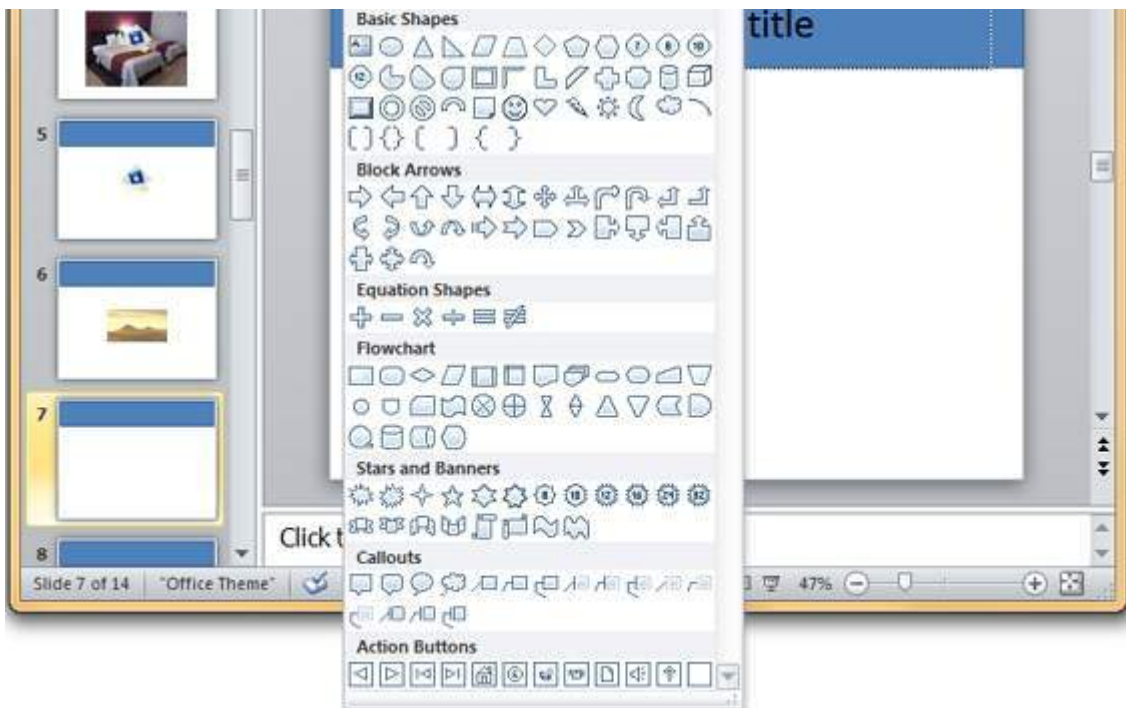 Basic Shapes
title
5
Block Arrows
6
Equation Shapes
Flowchart
7
Stars and Banners
Click t
8
Callouts
Slide 7 of 14 "Office Theme" 47%
Action Buttons